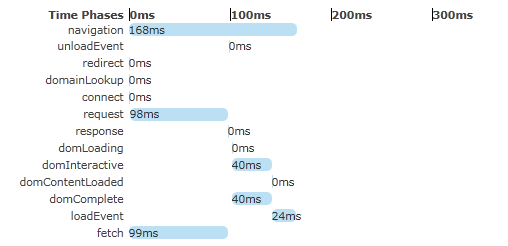 Time Phases 0ms 100ms 200ms 300ms
navigation 168ms
unloadEvent 0ms
redirect 0ms
domainLookup 0ms
connect 0ms
request 98ms
response 0ms
domLoading 0ms
domInteractive 40ms
domContentLoaded 0ms
domComplete 40ms
loadEvent 24ms
fetch 99ms